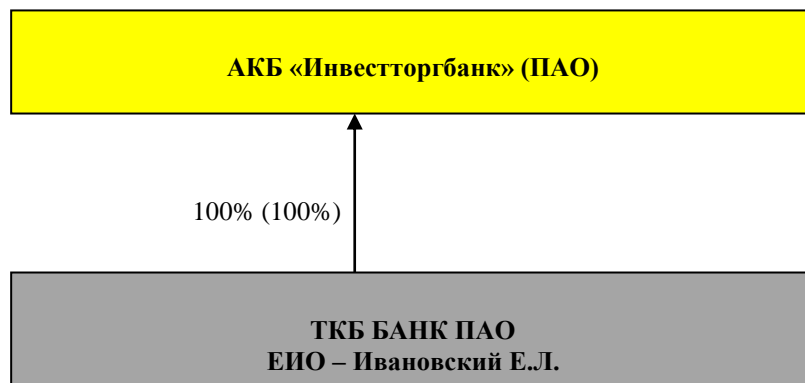 АКБ «Инвестторгбанк» (ПАО)
100% (100%)
ТКБ БАНК ПАО
ЕИО – Ивановский Е.Л.